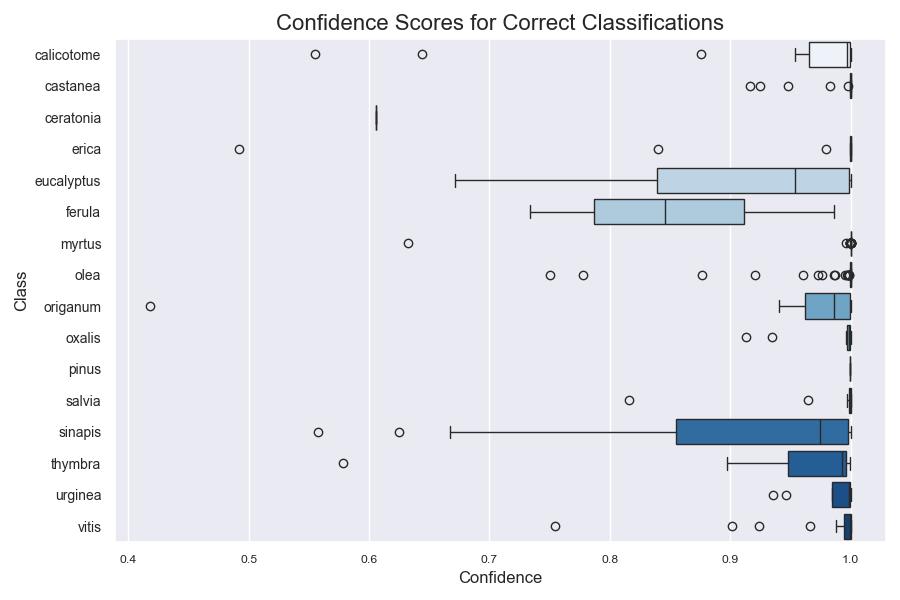 Confidence Scores for Correct Classifications
calicotome
castanea
ceratonia
erica
eucalyptus
ferula
myrtus
olea
origanum
oxalis
pinus
salvia
sinapis
thymbra
urginea
vitis
Class
0.4 0.5 0.6 0.7 0.8 0.9 1.0
Confidence